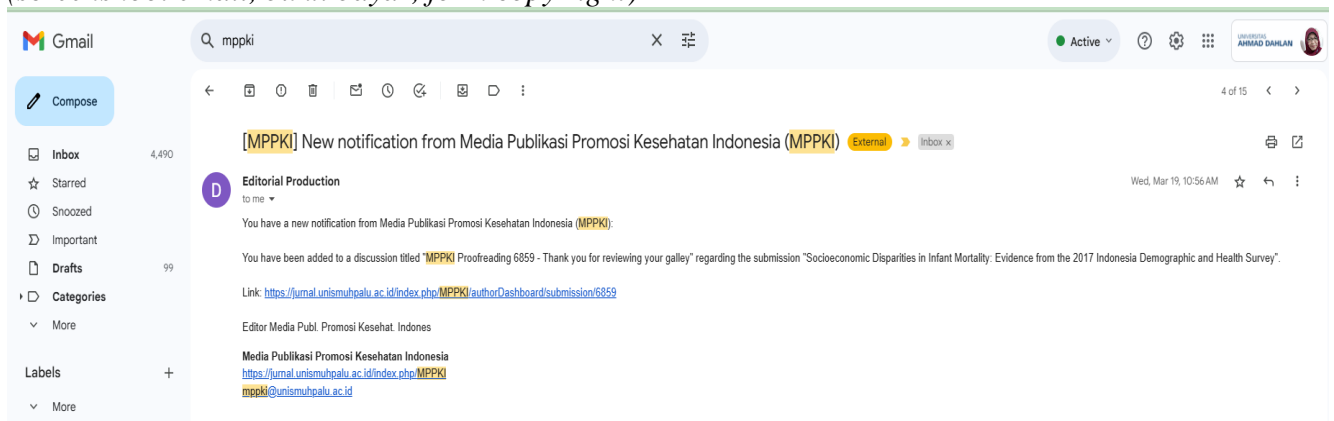 Gmail
mppki
Active
UNIVERSITAS
AHMAD DAHLAN
Compose
4 of 15
[MPPKI] New notification from Media Publikasi Promosi Kesehatan Indonesia (MPPKI) External Inbox x
Inbox 4,490
Starred
Snoozed
Important
Drafts 99
Categories
More
Labels +
More
D
Editorial Production
Wed, Mar 19, 10:56 AM
to me
You have a new notification from Media Publikasi Promosi Kesehatan Indonesia (MPPKI):
You have been added to a discussion titled "MPPKI Proofreading 6859 - Thank you for reviewing your galley" regarding the submission "Socioeconomic Disparities in Infant Mortality: Evidence from the 2017 Indonesia Demographic and Health Survey".
Link: https://jurnal.unismuhpalu.ac.id/index.php/MPPKI/authorDashboard/submission/6859
Editor Media Publ. Promosi Kesehat. Indones
Media Publikasi Promosi Kesehatan Indonesia
https://jurnal.unismuhpalu.ac.id/index.php/MPPKI
mppki@unismuhpalu.ac.id